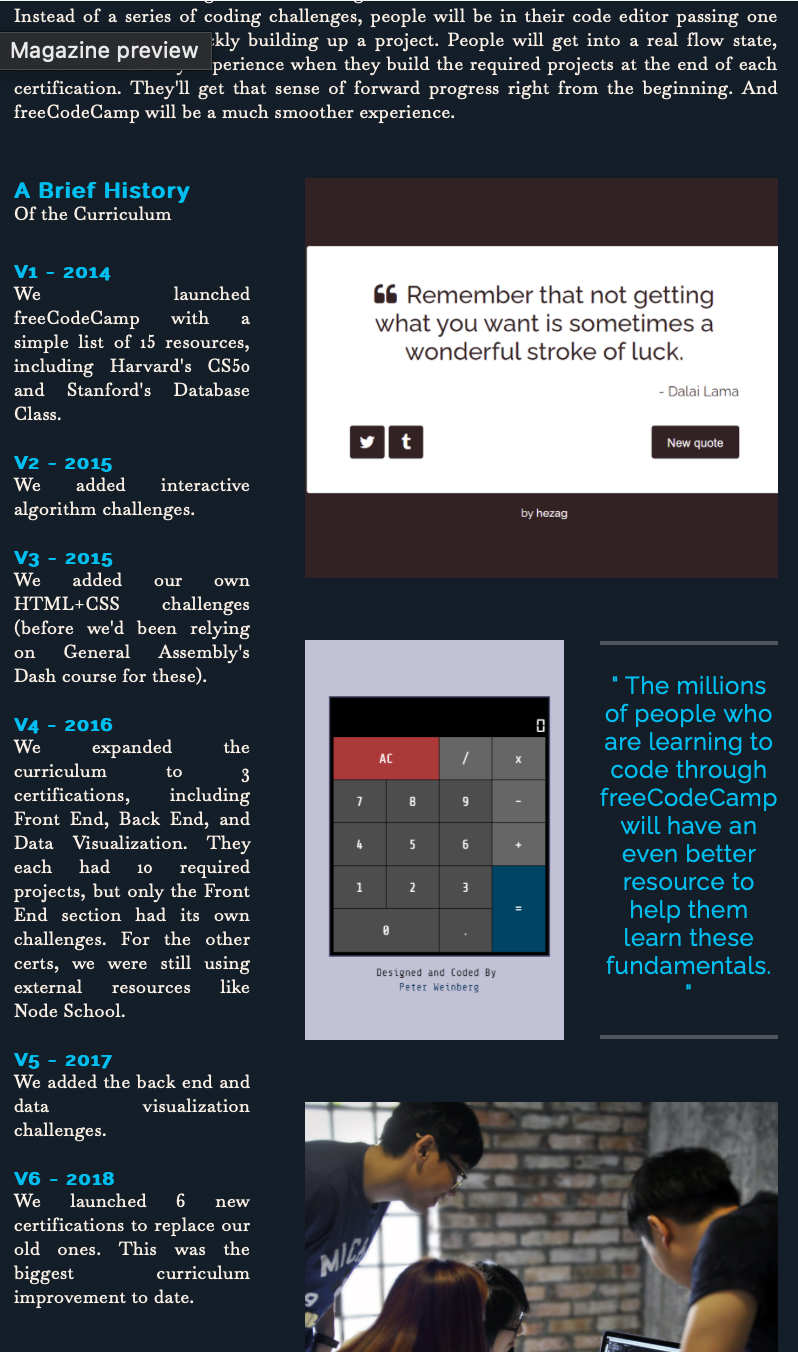 Instead of a series of coding challenges, people will be in their code editor passing one
Magazine preview
building up a project. People will get into a real flow state,
when they build the required projects at the end of each
certification. They'll get that sense of forward progress right from the beginning. And
freeCodeCamp will be a much smoother experience.
A Brief History
Of the Curriculum
V1 - 2014
We launched
freeCodeCamp with a
simple list of 15 resources,
including Harvard's CS50
and Stanford's Database
Class.
V2 - 2015
We added interactive
algorithm challenges.
V3 - 2015
We added our own
HTML+CSS challenges
(before we'd been relying
on General Assembly's
Dash course for these).
V4 - 2016
We expanded the
curriculum to 3
certifications, including
Front End, Back End, and
Data Visualization. They
each had 10 required
projects, but only the Front
End section had its own
challenges. For the other
certs, we were still using
external resources like
Node School.
V5 - 2017
We added the back end and
data visualization
challenges.
V6 - 2018
We launched 6 new
certifications to replace our
old ones. This was the
biggest curriculum
improvement to date.
❝ Remember that not getting
what you want is sometimes a
wonderful stroke of luck.
- Dalai Lama
New quote
by hezag
0
AC / x
7 8 9 -
4 5 6 +
1 2 3 =
0 .
Designed and Coded By
Peter Weinberg
" The millions
of people who
are learning to
code through
freeCodeCamp
will have an
even better
resource to
help them
learn these
fundamentals.
"